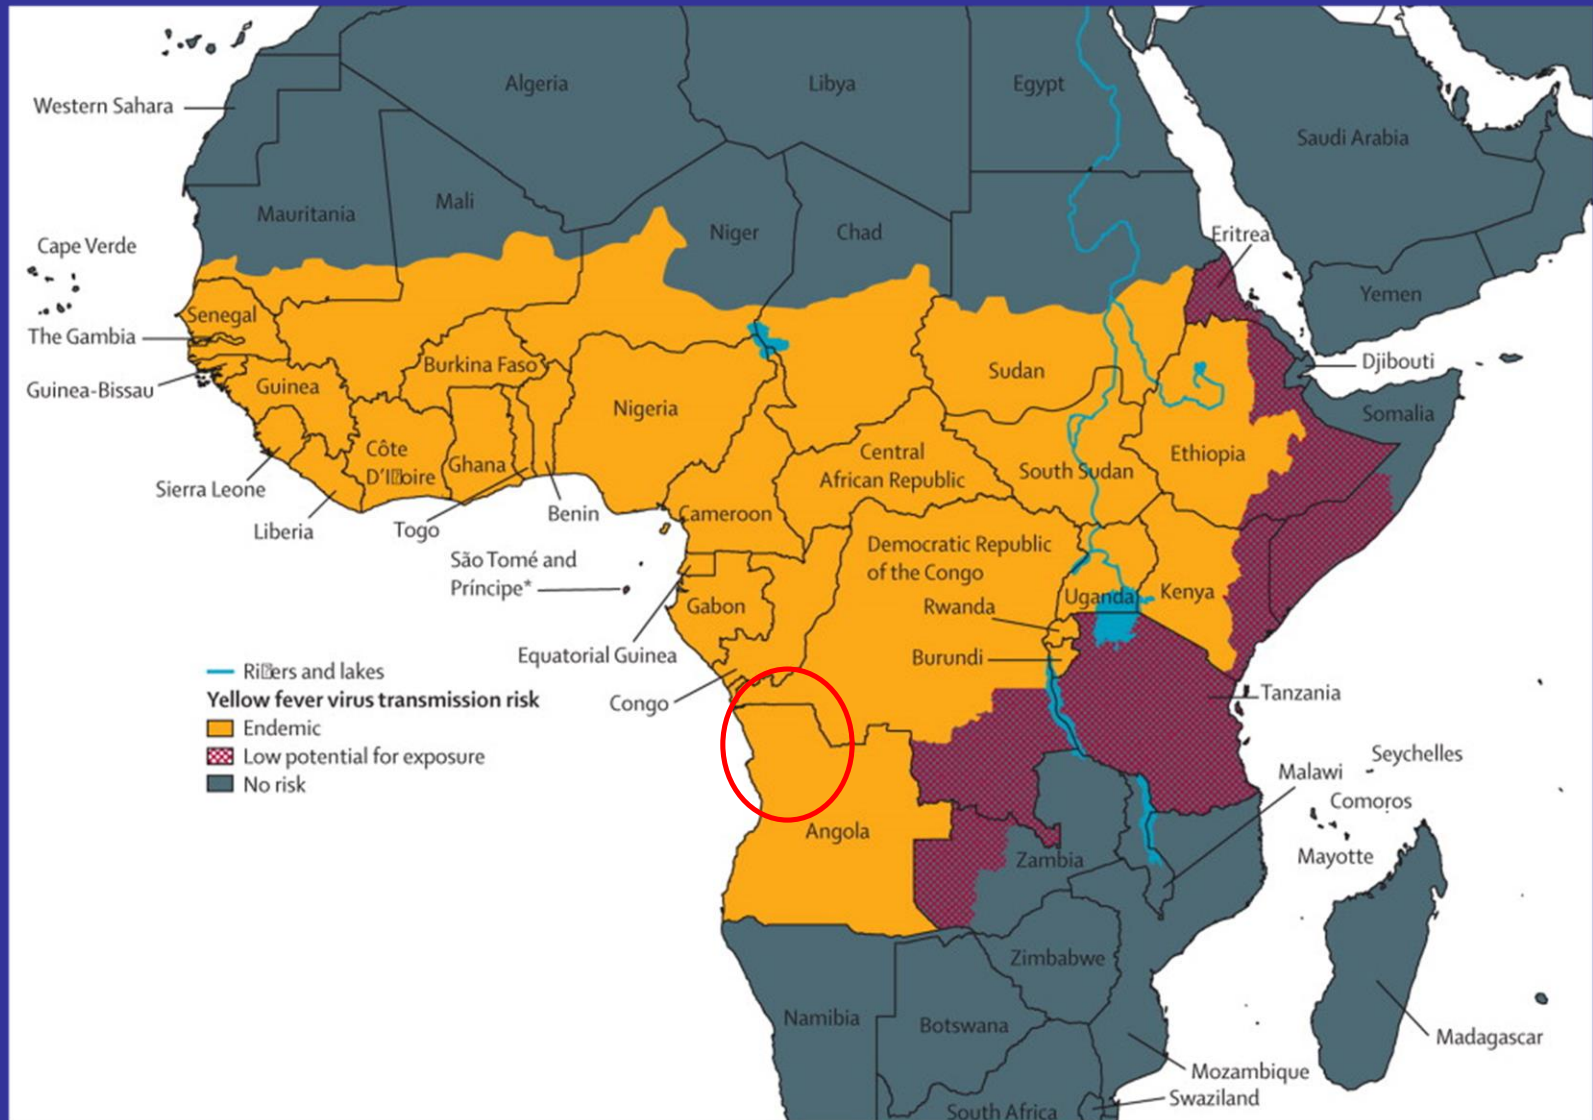 Algeria
Libya
Egypt
Western Sahara
Saudi Arabia
Mauritania
Mali
Niger
Chad
Cape Verde
Eritrea
Yemen
Senegal
The Gambia
Burkina Faso
Sudan
Djibouti
Guinea-Bissau
Guinea
Nigeria
Somalia
Côte
D'I⍰oire
Ghana
Central
African Republic
South Sudan
Ethiopia
Sierra Leone
Liberia
Togo
Benin
Cameroon
São Tomé and
Príncipe*
Democratic Republic
of the Congo
Gabon
Rwanda
Uganda
Kenya
Equatorial Guinea
Burundi
Congo
Tanzania
Ri⍰ers and lakes
Yellow fever virus transmission risk
Endemic
Low potential for exposure
No risk
Seychelles
Malawi
Comoros
Angola
Zambia
Mayotte
Zimbabwe
Namibia
Botswana
Madagascar
Mozambique
Swaziland
South Africa